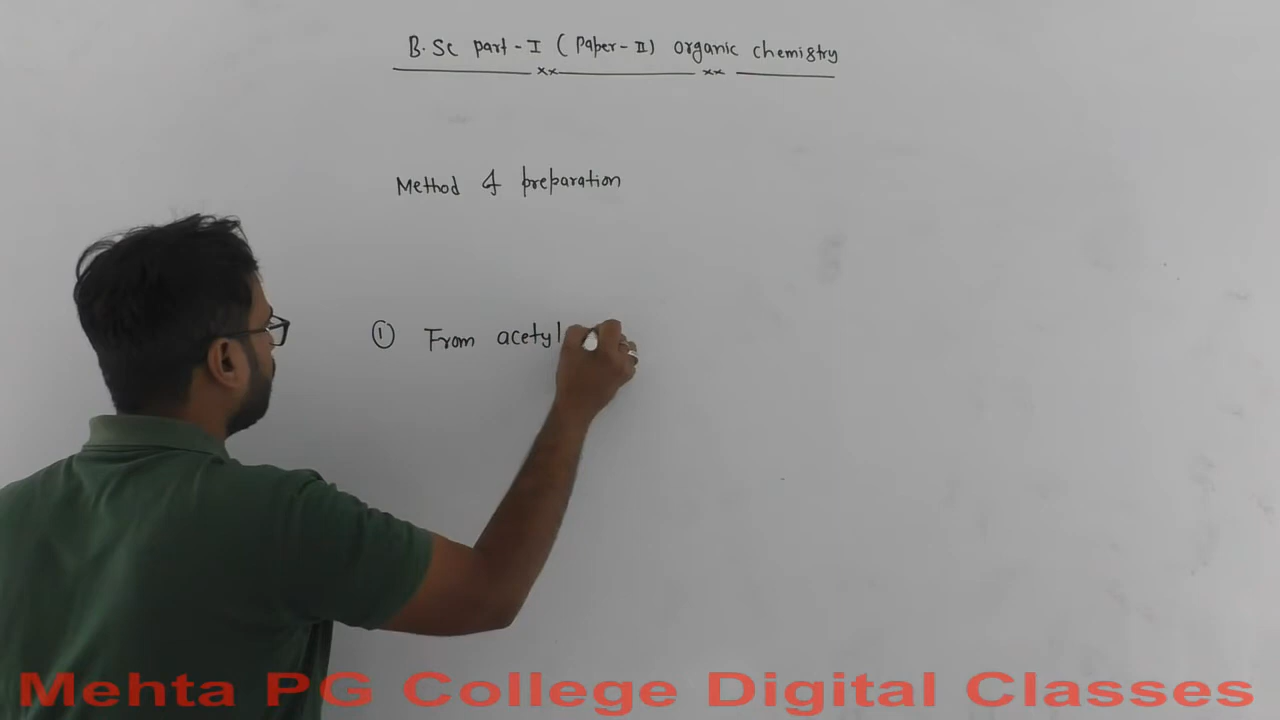 B.Sc part-I (Paper-II) organic chemistry
Method of preparation
① From acetyl
Mehta PG College Digital Classes